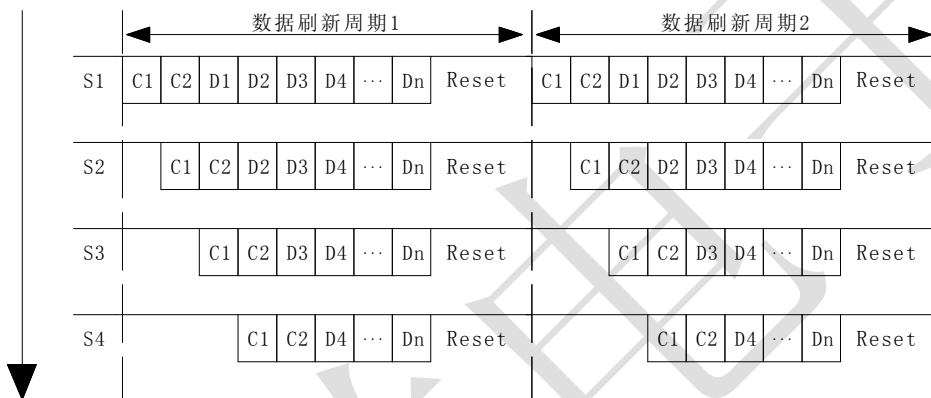 数据刷新周期1 数据刷新周期2
S1 C1 C2 D1 D2 D3 D4 ··· Dn Reset C1 C2 D1 D2 D3 D4 ··· Dn Reset
S2 C1 C2 D2 D3 D4 ··· Dn Reset C1 C2 D2 D3 D4 ··· Dn Reset
S3 C1 C2 D3 D4 ··· Dn Reset C1 C2 D3 D4 ··· Dn Reset
S4 C1 C2 D4 ··· Dn Reset C1 C2 D4 ··· Dn Reset